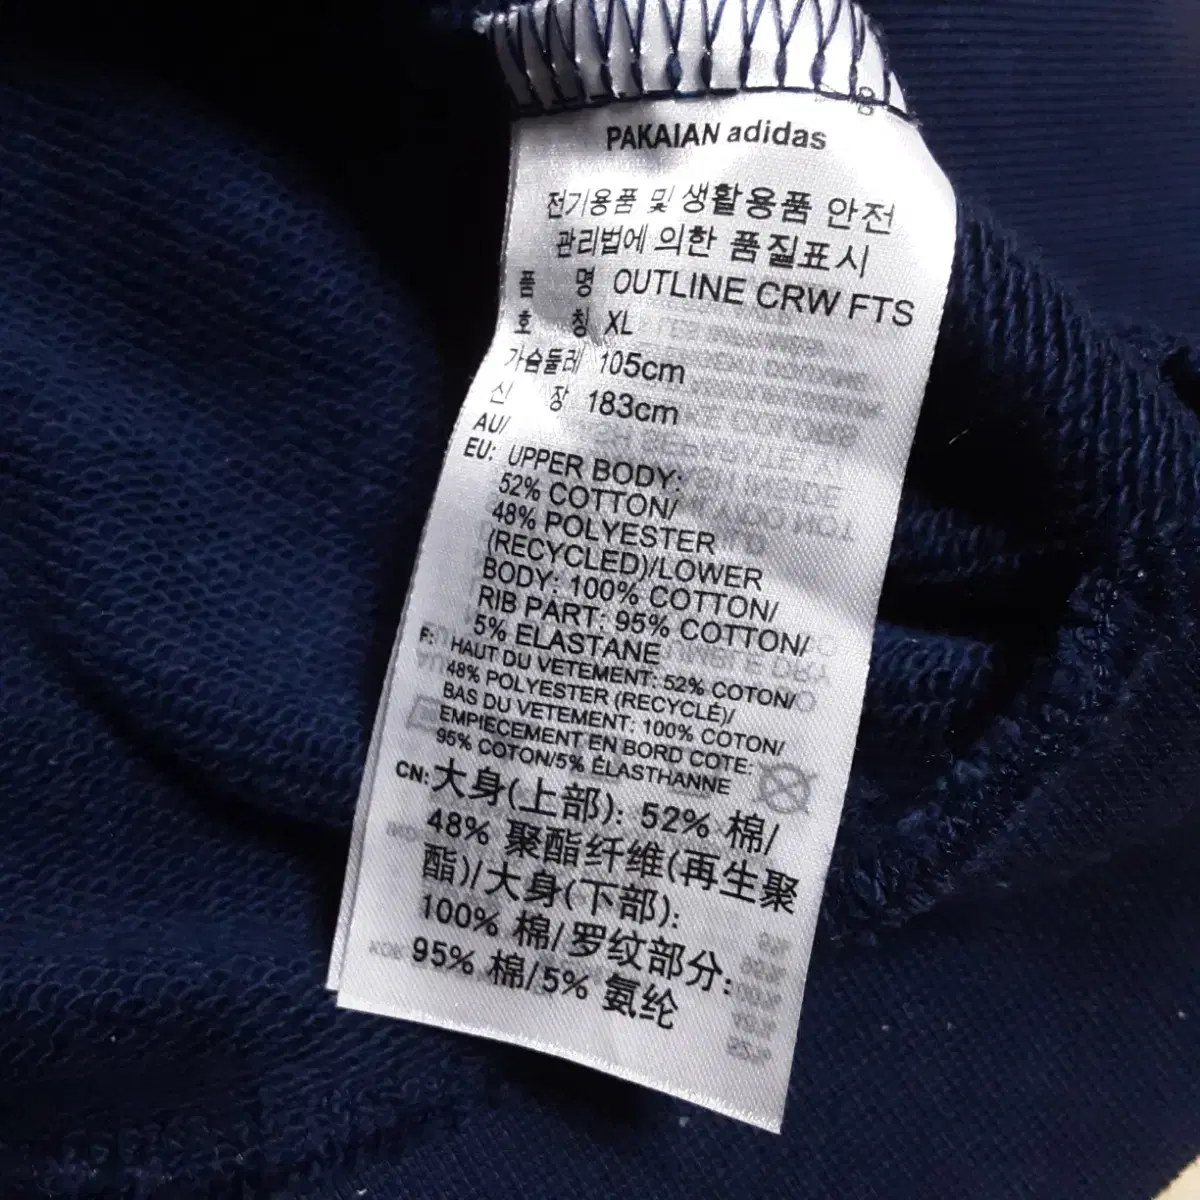 PAKAIAN adidas
전기용품 및 생활용품 안전
관리법에 의한 품질표시
품 명 OUTLINE CRW FTS
호 칭 XL
가슴둘레 105cm
신 장 183cm
AU/
EU: UPPER BODY:
52% COTTON/
48% POLYESTER
(RECYCLED)/LOWER
BODY: 100% COTTON/
RIB PART: 95% COTTON/
5% ELASTANE
F: HAUT DU VETEMENT: 52% COTON/
48% POLYESTER (RECYCLÉ)/
BAS DU VETEMENT: 100% COTON/
EMPIECEMENT EN BORD COTE:
95% COTON/5% ÉLASTHANNE
CN: 大身(上部): 52% 棉/
48% 聚酯纤维(再生聚
酯)/大身(下部):
100% 棉/罗纹部分:
95% 棉/5% 氨纶